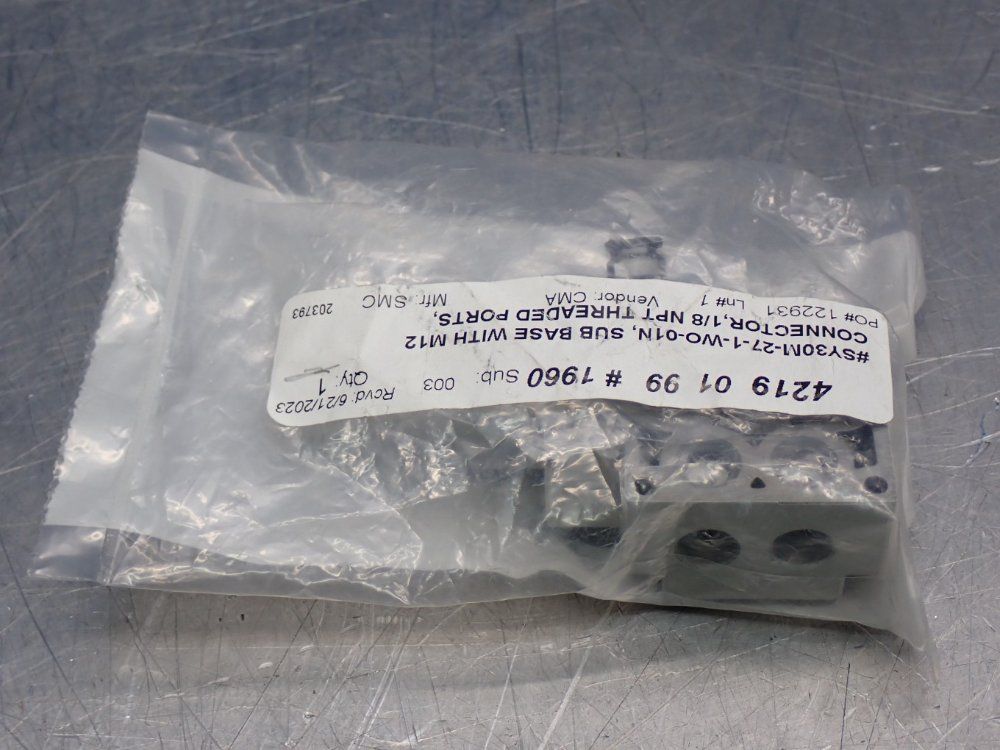 4219 01 99 # 1960 Sub: 003 Rcvd: 6/21/2023
Qty: 1
#SY30M-27-1-WO-01N, SUB BASE WITH M12
CONNECTOR,1/8 NPT THREADED PORTS,
PO# 122931 Ln# 1 Vendor: CMA Mfr: SMC 203793